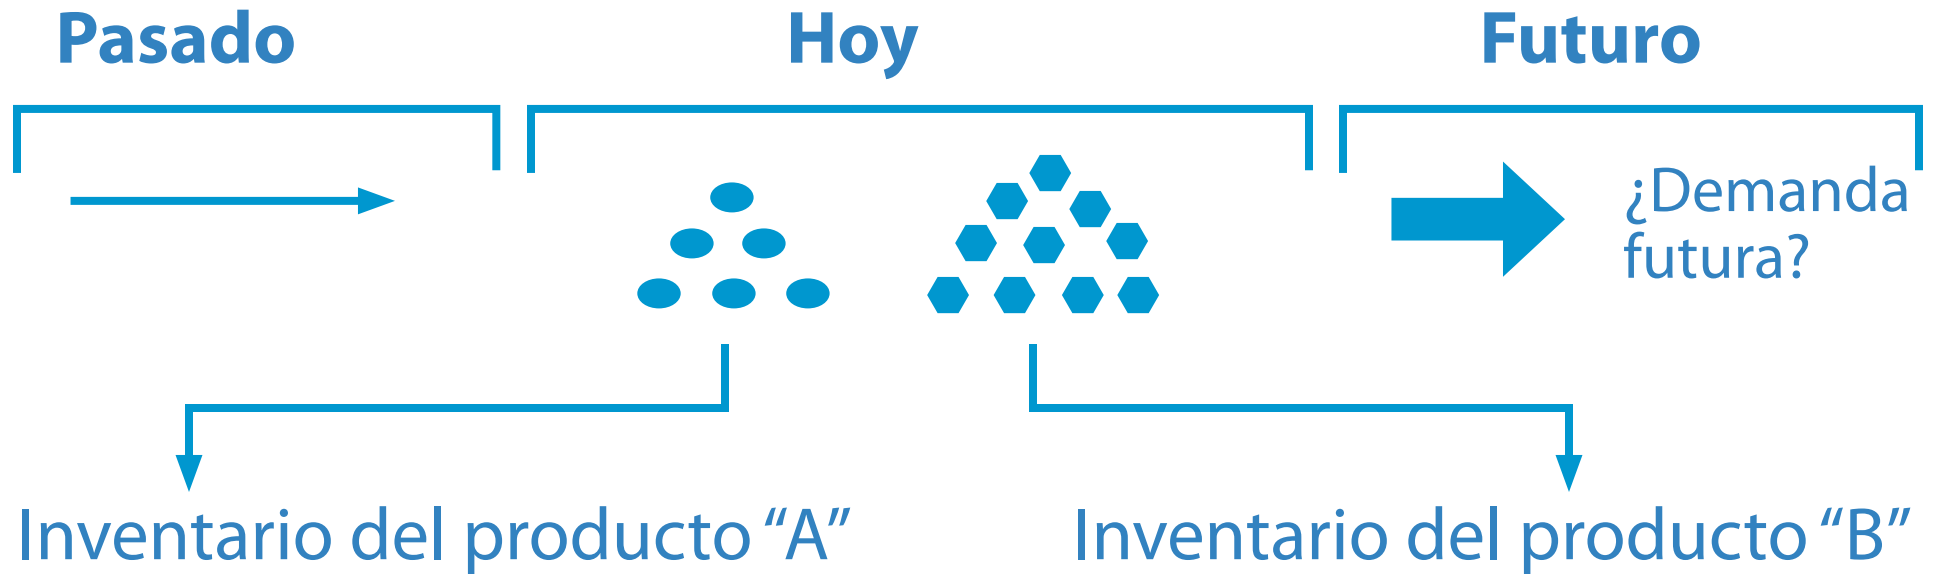 Pasado
Hoy
Futuro
¿Demanda
futura?
Inventario del producto “A”
Inventario del producto “B”